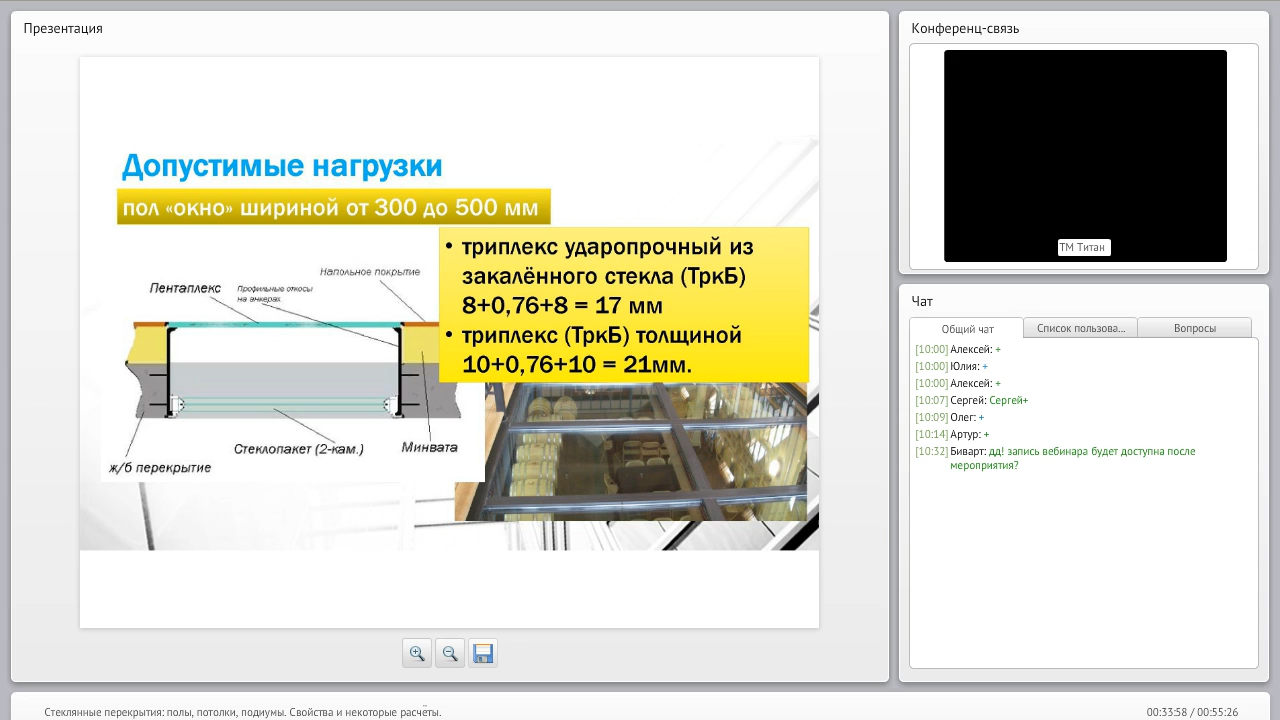 Презентация
Допустимые нагрузки
пол «окно» шириной от 300 до 500 мм
• триплекс ударопрочный из
закалённого стекла (ТркБ)
8+0,76+8 = 17 мм
• триплекс (ТркБ) толщиной
10+0,76+10 = 21мм.
Напольное покрытие
Пентаплекс
Профильные откосы
на анкерах
Стеклопакет (2-кам.)
Минвата
ж/б перекрытие
Конференц-связь
ТМ Титан
Чат
Общий чат
Список пользова...
Вопросы
[10:00] Алексей: +
[10:00] Юлия: +
[10:00] Алексей: +
[10:07] Сергей: Сергей+
[10:09] Олег: +
[10:14] Артур: +
[10:32] Биварт: дд! запись вебинара будет доступна после
мероприятия?
Стеклянные перекрытия: полы, потолки, подиумы. Свойства и некоторые расчёты.
00:33:58 / 00:55:26